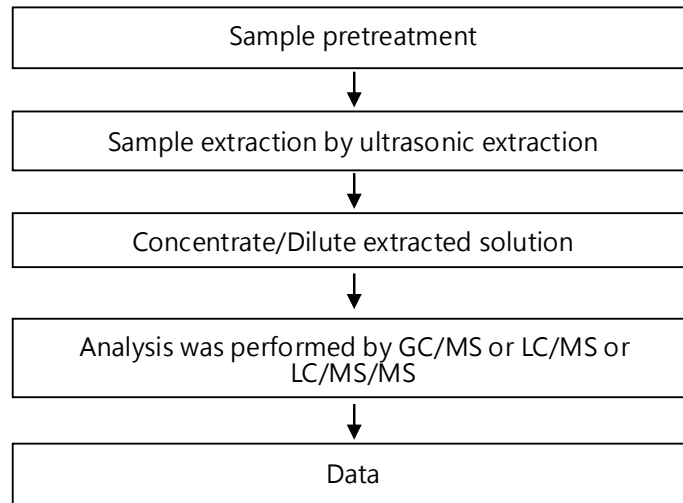 Sample pretreatment
Sample extraction by ultrasonic extraction
Concentrate/Dilute extracted solution
Analysis was performed by GC/MS or LC/MS or
LC/MS/MS
Data